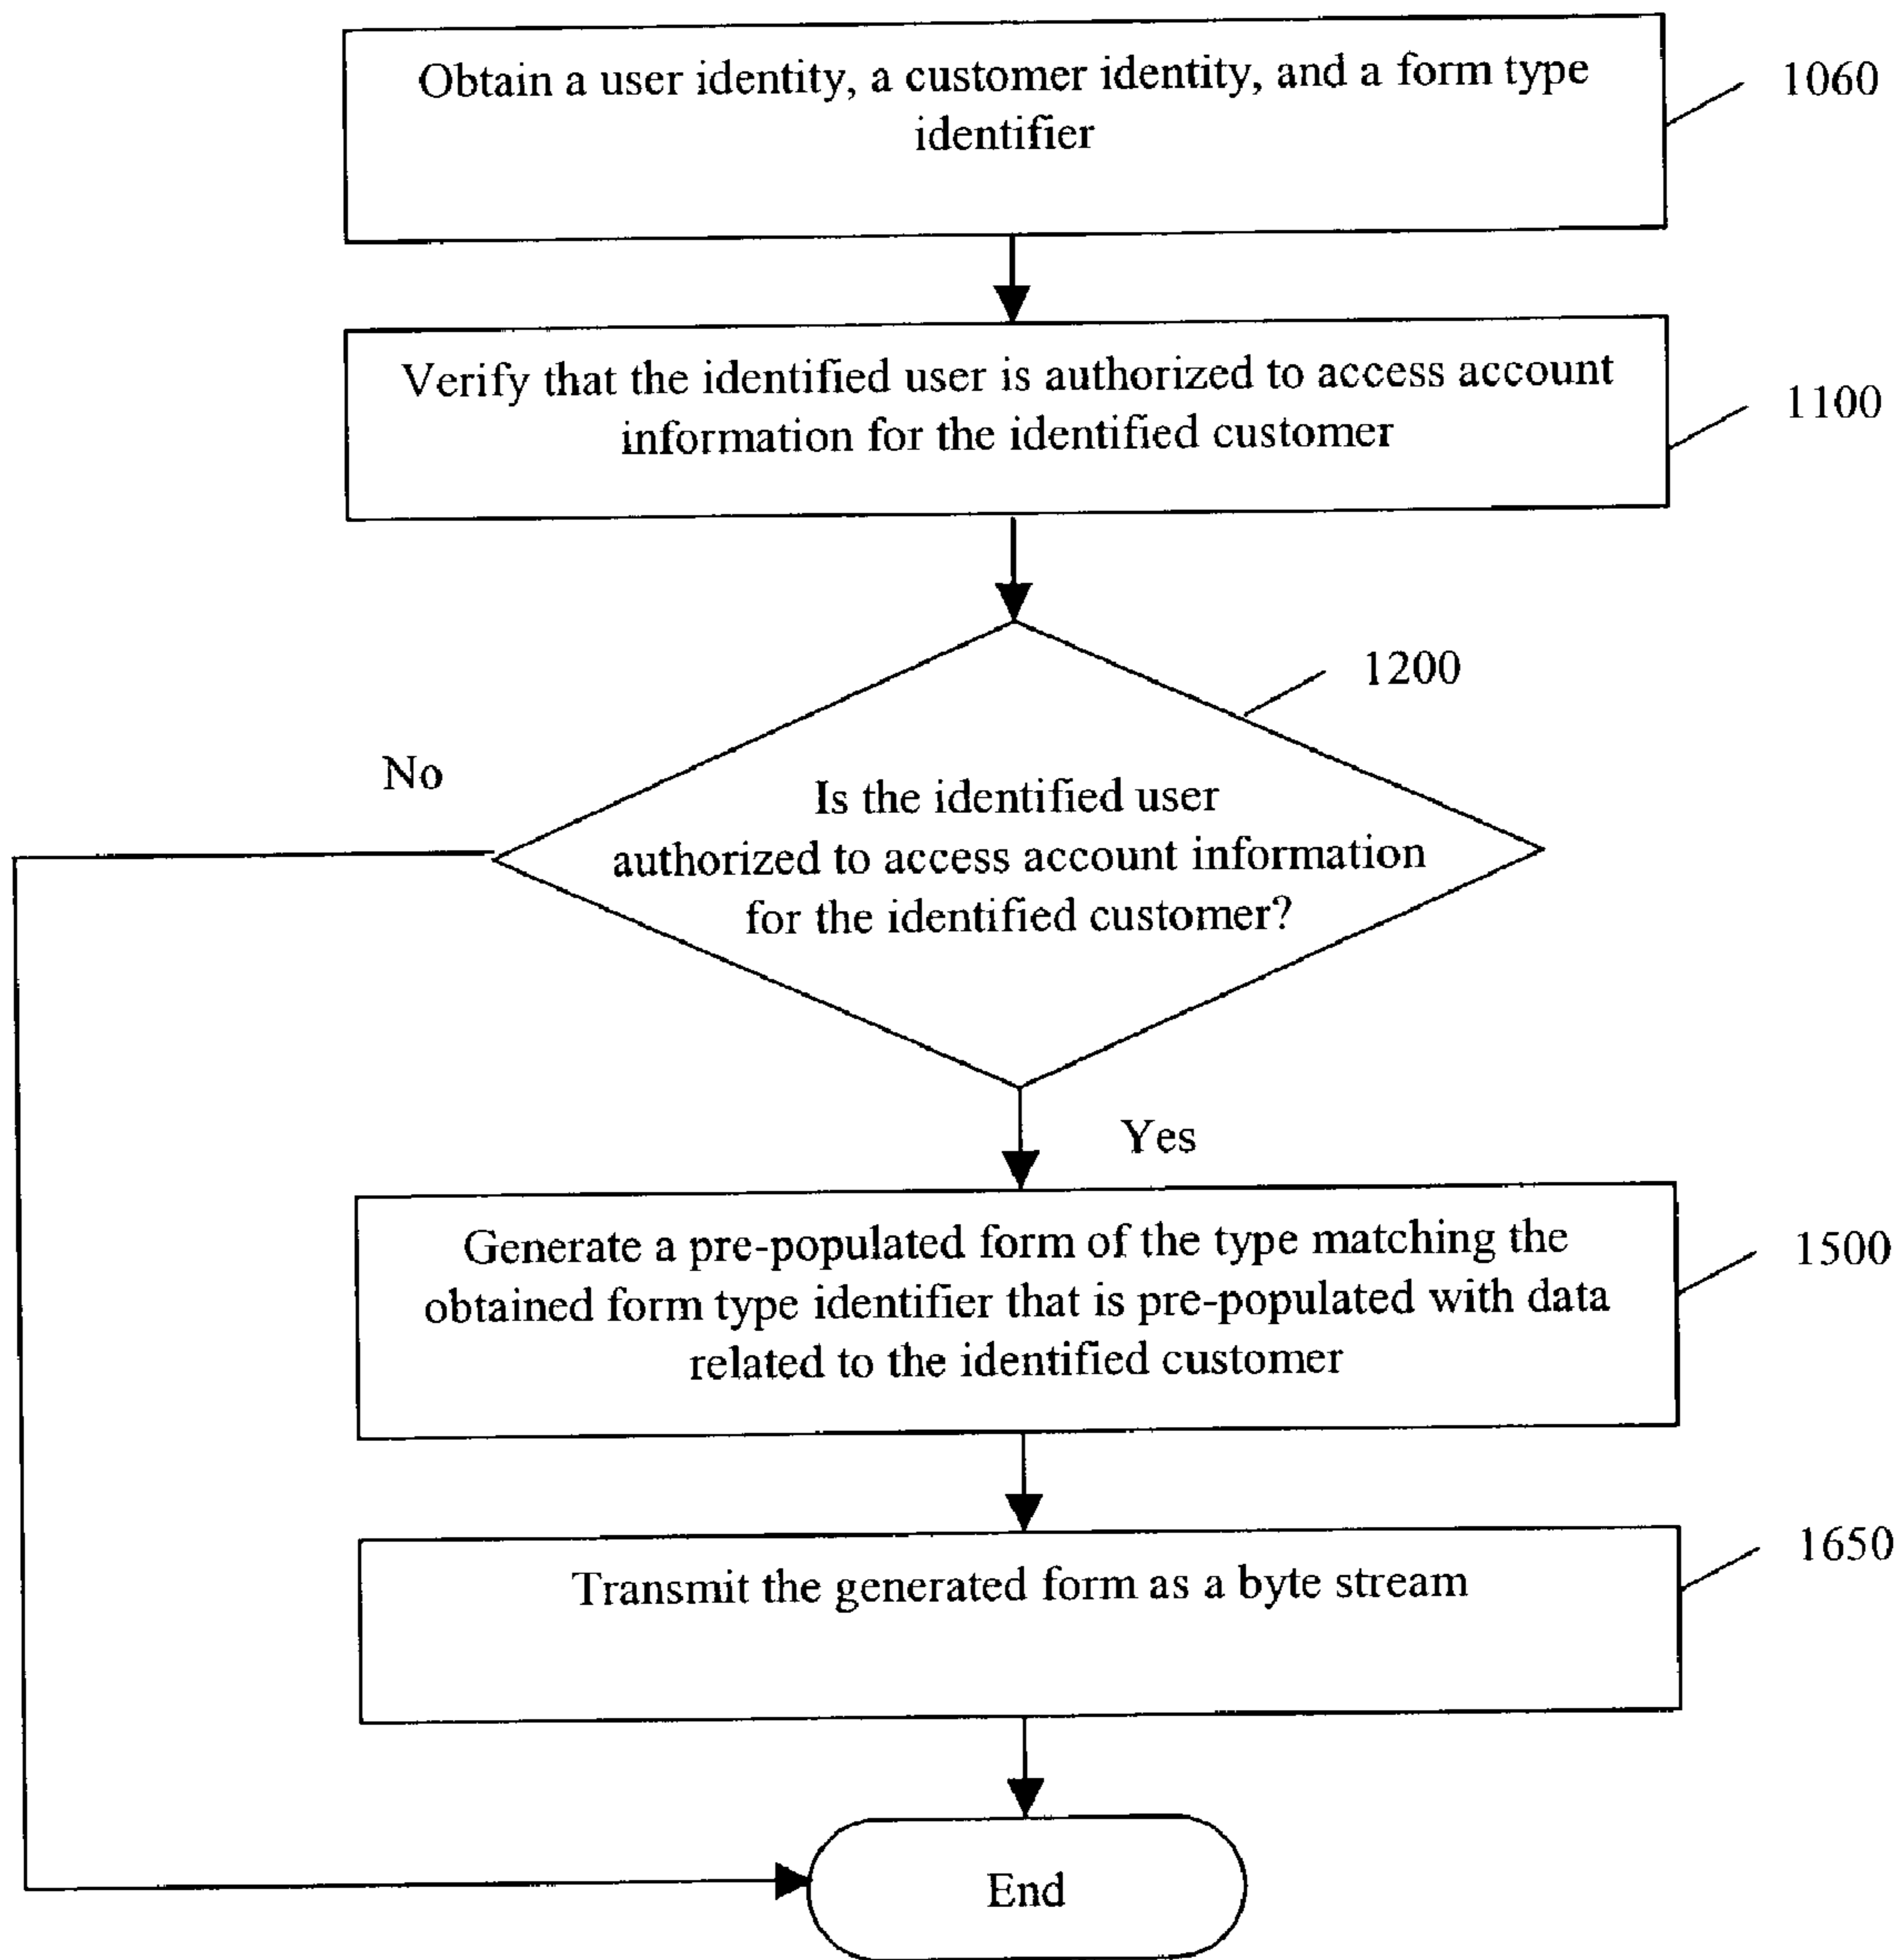 Obtain a user identity, a customer identity, and a form type
identifier
1060
Verify that the identified user is authorized to access account
information for the identified customer
1100
1200
No
Is the identified user
authorized to access account information
for the identified customer?
Yes
Generate a pre-populated form of the type matching the
obtained form type identifier that is pre-populated with data
related to the identified customer
1500
Transmit the generated form as a byte stream
1650
End